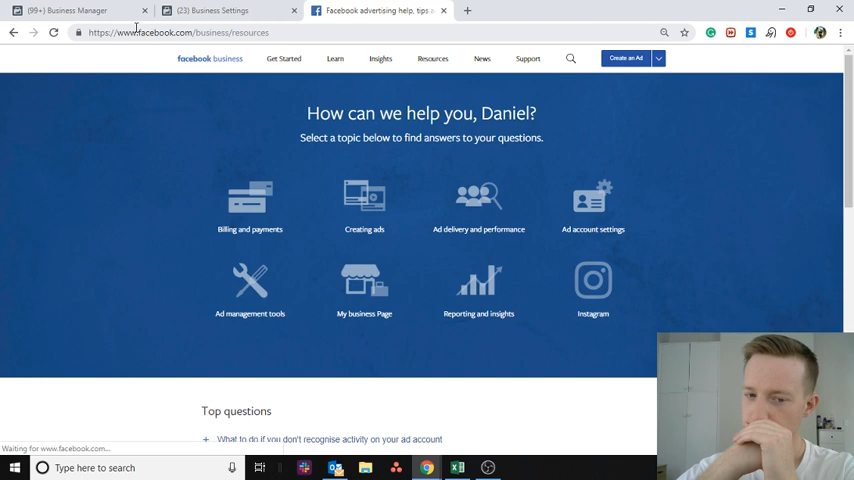 (99+) Business Manager
(23) Business Settings
Facebook advertising help, tips a
https://www.facebook.com/business/resources
facebook business
Get Started
Learn
Insights
Resources
News
Support
Create an Ad
How can we help you, Daniel?
Select a topic below to find answers to your questions.
Billing and payments
Creating ads
Ad delivery and performance
Ad account settings
Ad management tools
My business Page
Reporting and insights
Instagram
Top questions
+ What to do if you don't recognise activity on your ad account
Waiting for www.facebook.com...
Type here to search